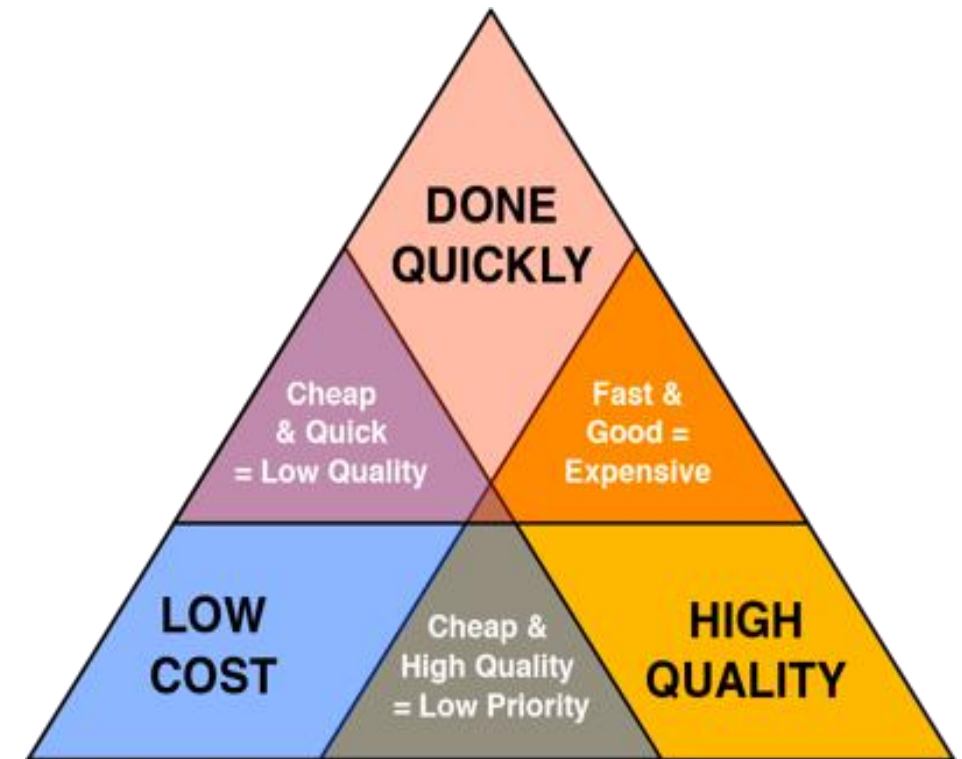 DONE
QUICKLY
Cheap
& Quick
= Low Quality
Fast &
Good =
Expensive
LOW
COST
Cheap &
High Quality
= Low Priority
HIGH
QUALITY